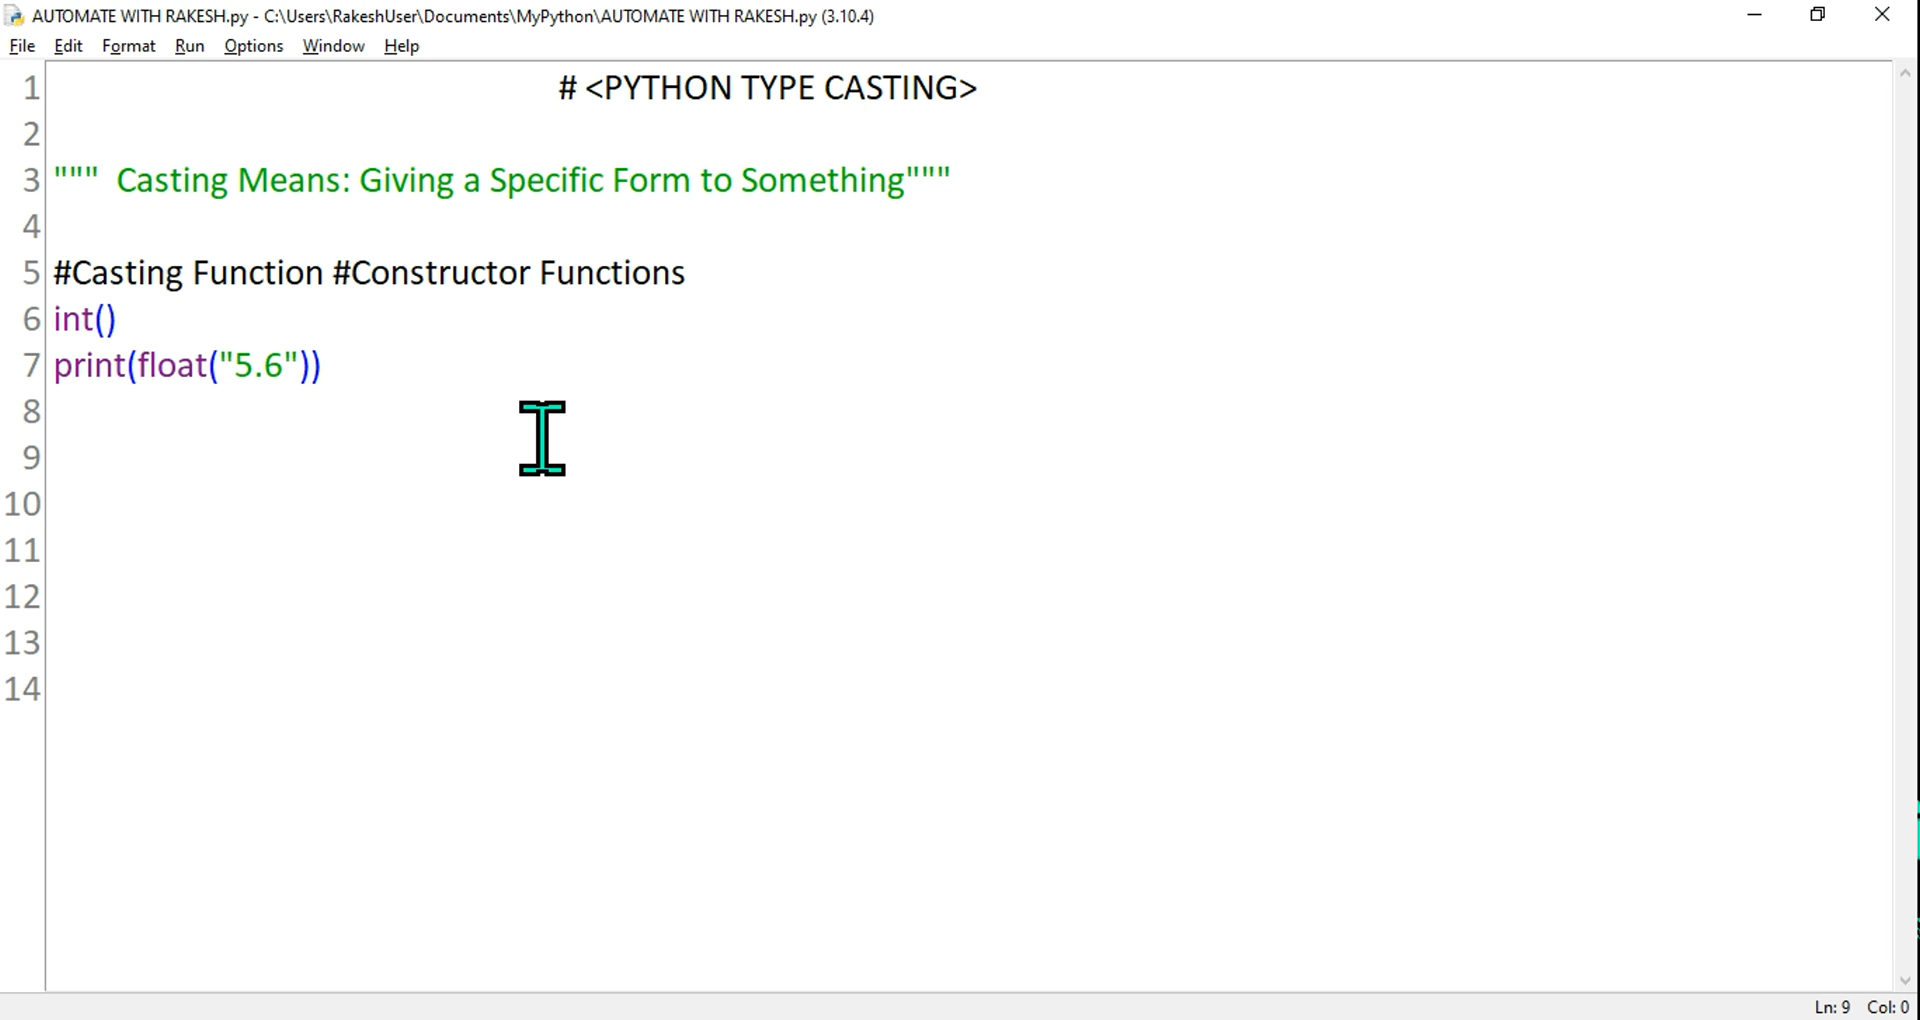 AUTOMATE WITH RAKESH.py - C:\Users\RakeshUser\Documents\MyPython\AUTOMATE WITH RAKESH.py (3.10.4)
File Edit Format Run Options Window Help
1 # <PYTHON TYPE CASTING>
2
3 """  Casting Means: Giving a Specific Form to Something"""
4
5 #Casting Function #Constructor Functions
6 int()
7 print(float("5.6"))
8
9
10
11
12
13
14
Ln: 9 Col: 0